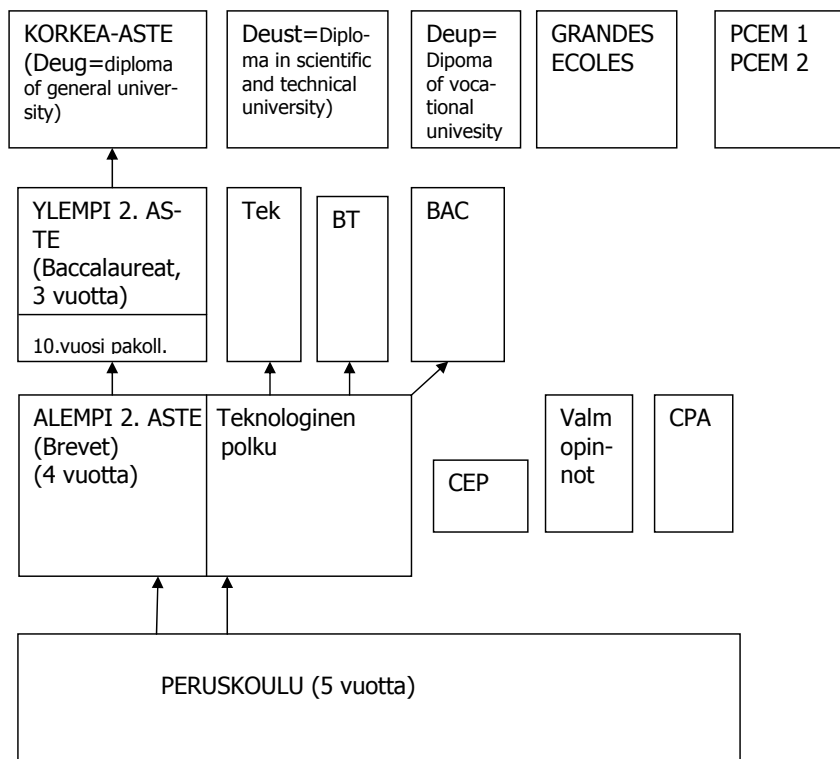 KORKEA-ASTE
(Deug=diploma
of general univer-
sity)
Deust=Diplo-
ma in scientific
and technical
university)
Deup=
Dipoma
of voca-
tional
univesity
GRANDES
ECOLES
PCEM 1
PCEM 2
YLEMPI 2. AS-
TE
(Baccalaureat,
3 vuotta)
10.vuosi pakoll.
Tek
BT
BAC
ALEMPI 2. ASTE
(Brevet)
(4 vuotta)
Teknologinen
polku
CEP
Valm
opin-
not
CPA
PERUSKOULU (5 vuotta)